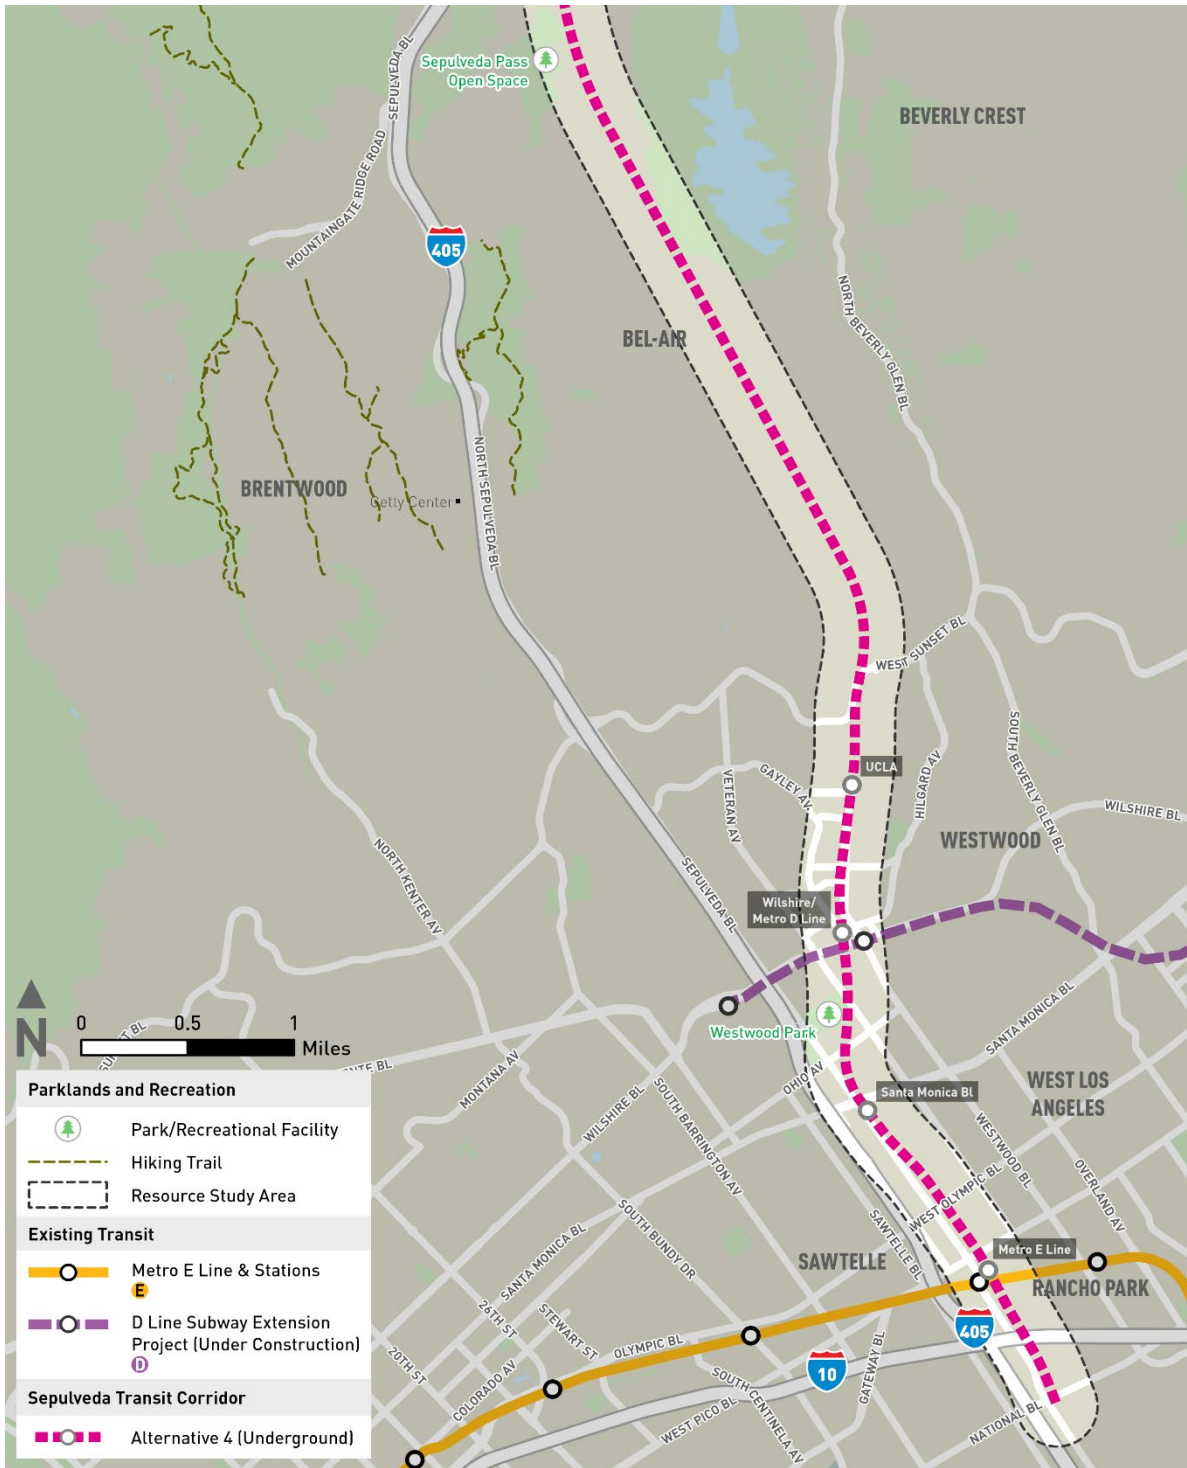 SEPULVEDA BL
Sepulveda Pass
Open Space
BEVERLY CREST
MOUNTAINGATE RIDGE ROAD
405
NORTH BEVERLY GLEN BL
BEL-AIR
BRENTWOOD
Getty Center
NORTH SEPULVEDA BL
WEST SUNSET BL
UCLA
GAYLEY AV.
VETERAN AV
HILGARD AV
SOUTH BEVERLY GLEN BL
WILSHIRE BL
WESTWOOD
NORTH KENTER AV
SEPULVEDA BL
Wilshire/
Metro D Line
Westwood Park
SANTA MONICA BL
N
0 0.5 1
Miles
MONTANA AV
WILSHIRE BL
OHIO AV
SOUTH BARRINGTON AV
Santa Monica Bl
WEST LOS
ANGELES
WESTWOOD BL
OVERLAND AV
WEST OLYMPIC BL
SANTA MONICA BL
SOUTH BUNDY DR
SAWTELLE BL
SAWTELLE
Metro E Line
RANCHO PARK
26TH ST
STEWART ST
20TH ST
COLORADO AV
OLYMPIC BL
405
10
GATEWAY BL
SOUTH CENTINELA AV
WEST PICO BL
NATIONAL BL
Parklands and Recreation
Park/Recreational Facility
Hiking Trail
Resource Study Area
Existing Transit
Metro E Line & Stations
E
D Line Subway Extension
Project (Under Construction)
D
Sepulveda Transit Corridor
Alternative 4 (Underground)